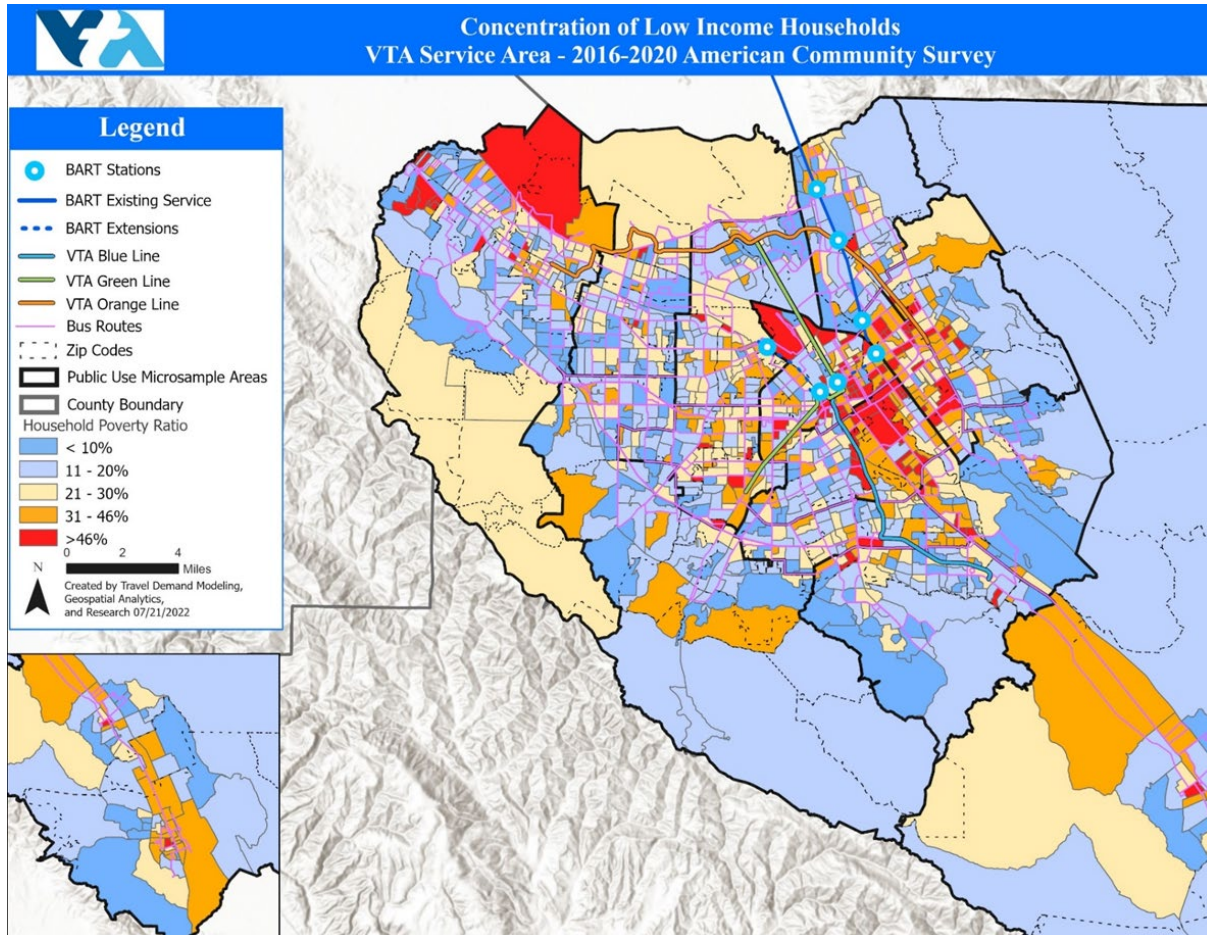 VTA
Concentration of Low Income Households
VTA Service Area - 2016-2020 American Community Survey
Legend
BART Stations
BART Existing Service
BART Extensions
VTA Blue Line
VTA Green Line
VTA Orange Line
Bus Routes
Zip Codes
Public Use Microsample Areas
County Boundary
Household Poverty Ratio
< 10%
11 - 20%
21 - 30%
31 - 46%
>46%
0 2 4
Miles
N
Created by Travel Demand Modeling,
Geospatial Analytics,
and Research 07/21/2022